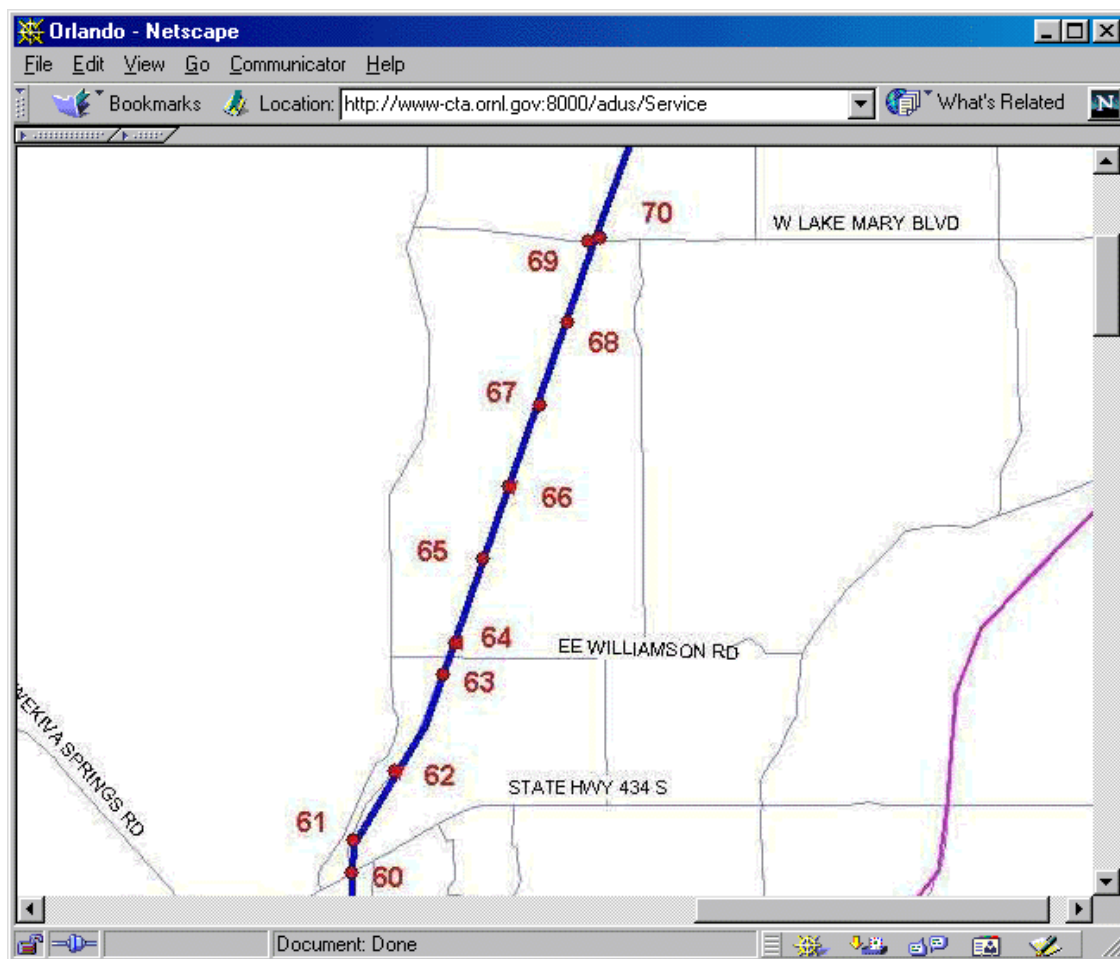 Orlando - Netscape
File Edit View Go Communicator Help
Bookmarks Location: http://www-cta.ornl.gov:8000/adus/Service What's Related N
70
W LAKE MARY BLVD
69
68
67
66
65
64
EE WILLIAMSON RD
63
WEKIVA SPRINGS RD
62
STATE HWY 434 S
61
60
Document: Done